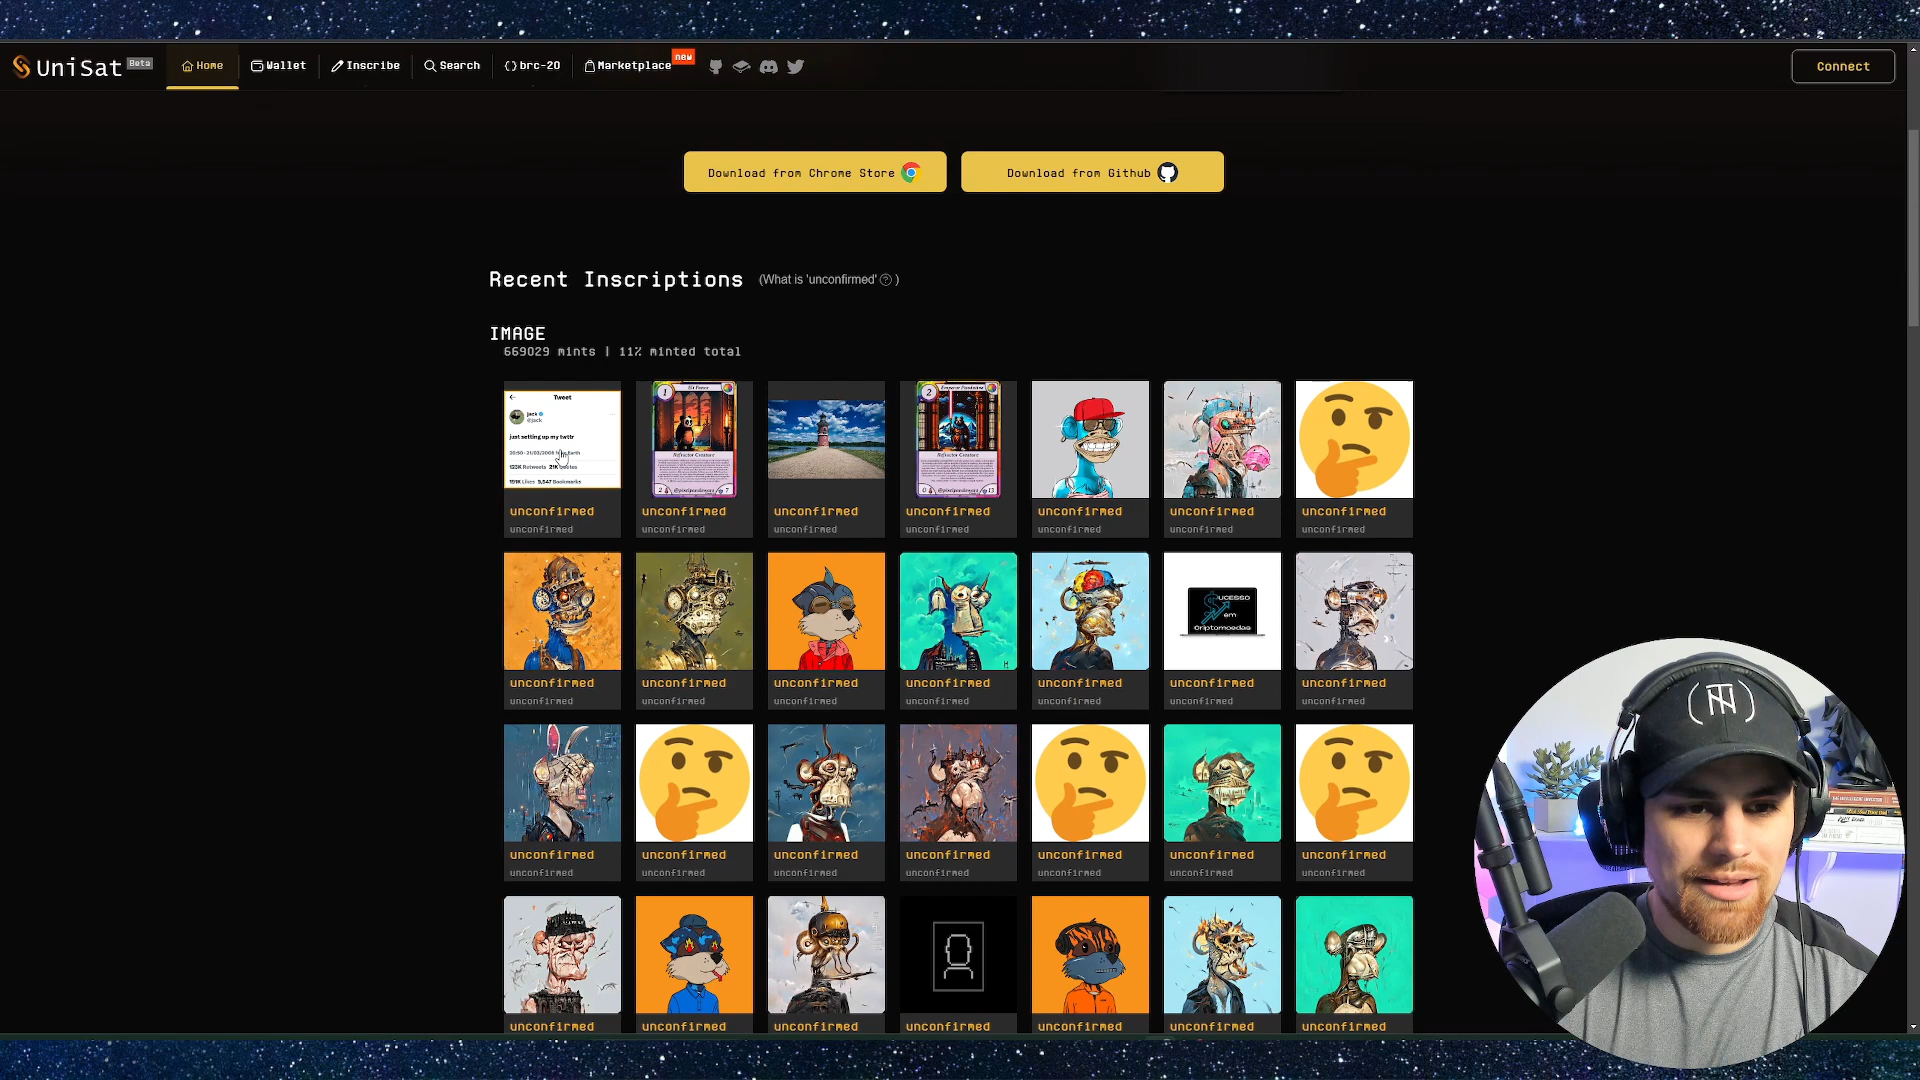 UniSat Beta
Home
Wallet
Inscribe
Search
brc-20
Marketplace new
Connect
Download from Chrome Store
Download from Github
Recent Inscriptions (What is 'unconfirmed' ? )
IMAGE
669029 mints | 11% minted total
Tweet
jack
@jack
just setting up my twttr
1 2
SUCESSO
em
Criptomoedas
unconfirmed unconfirmed unconfirmed unconfirmed unconfirmed unconfirmed unconfirmed
unconfirmed unconfirmed unconfirmed unconfirmed unconfirmed unconfirmed unconfirmed
unconfirmed unconfirmed unconfirmed unconfirmed unconfirmed unconfirmed unconfirmed
unconfirmed unconfirmed unconfirmed unconfirmed unconfirmed unconfirmed unconfirmed
unconfirmed unconfirmed unconfirmed unconfirmed unconfirmed unconfirmed unconfirmed
unconfirmed unconfirmed unconfirmed unconfirmed unconfirmed unconfirmed unconfirmed
unconfirmed unconfirmed unconfirmed unconfirmed unconfirmed unconfirmed unconfirmed